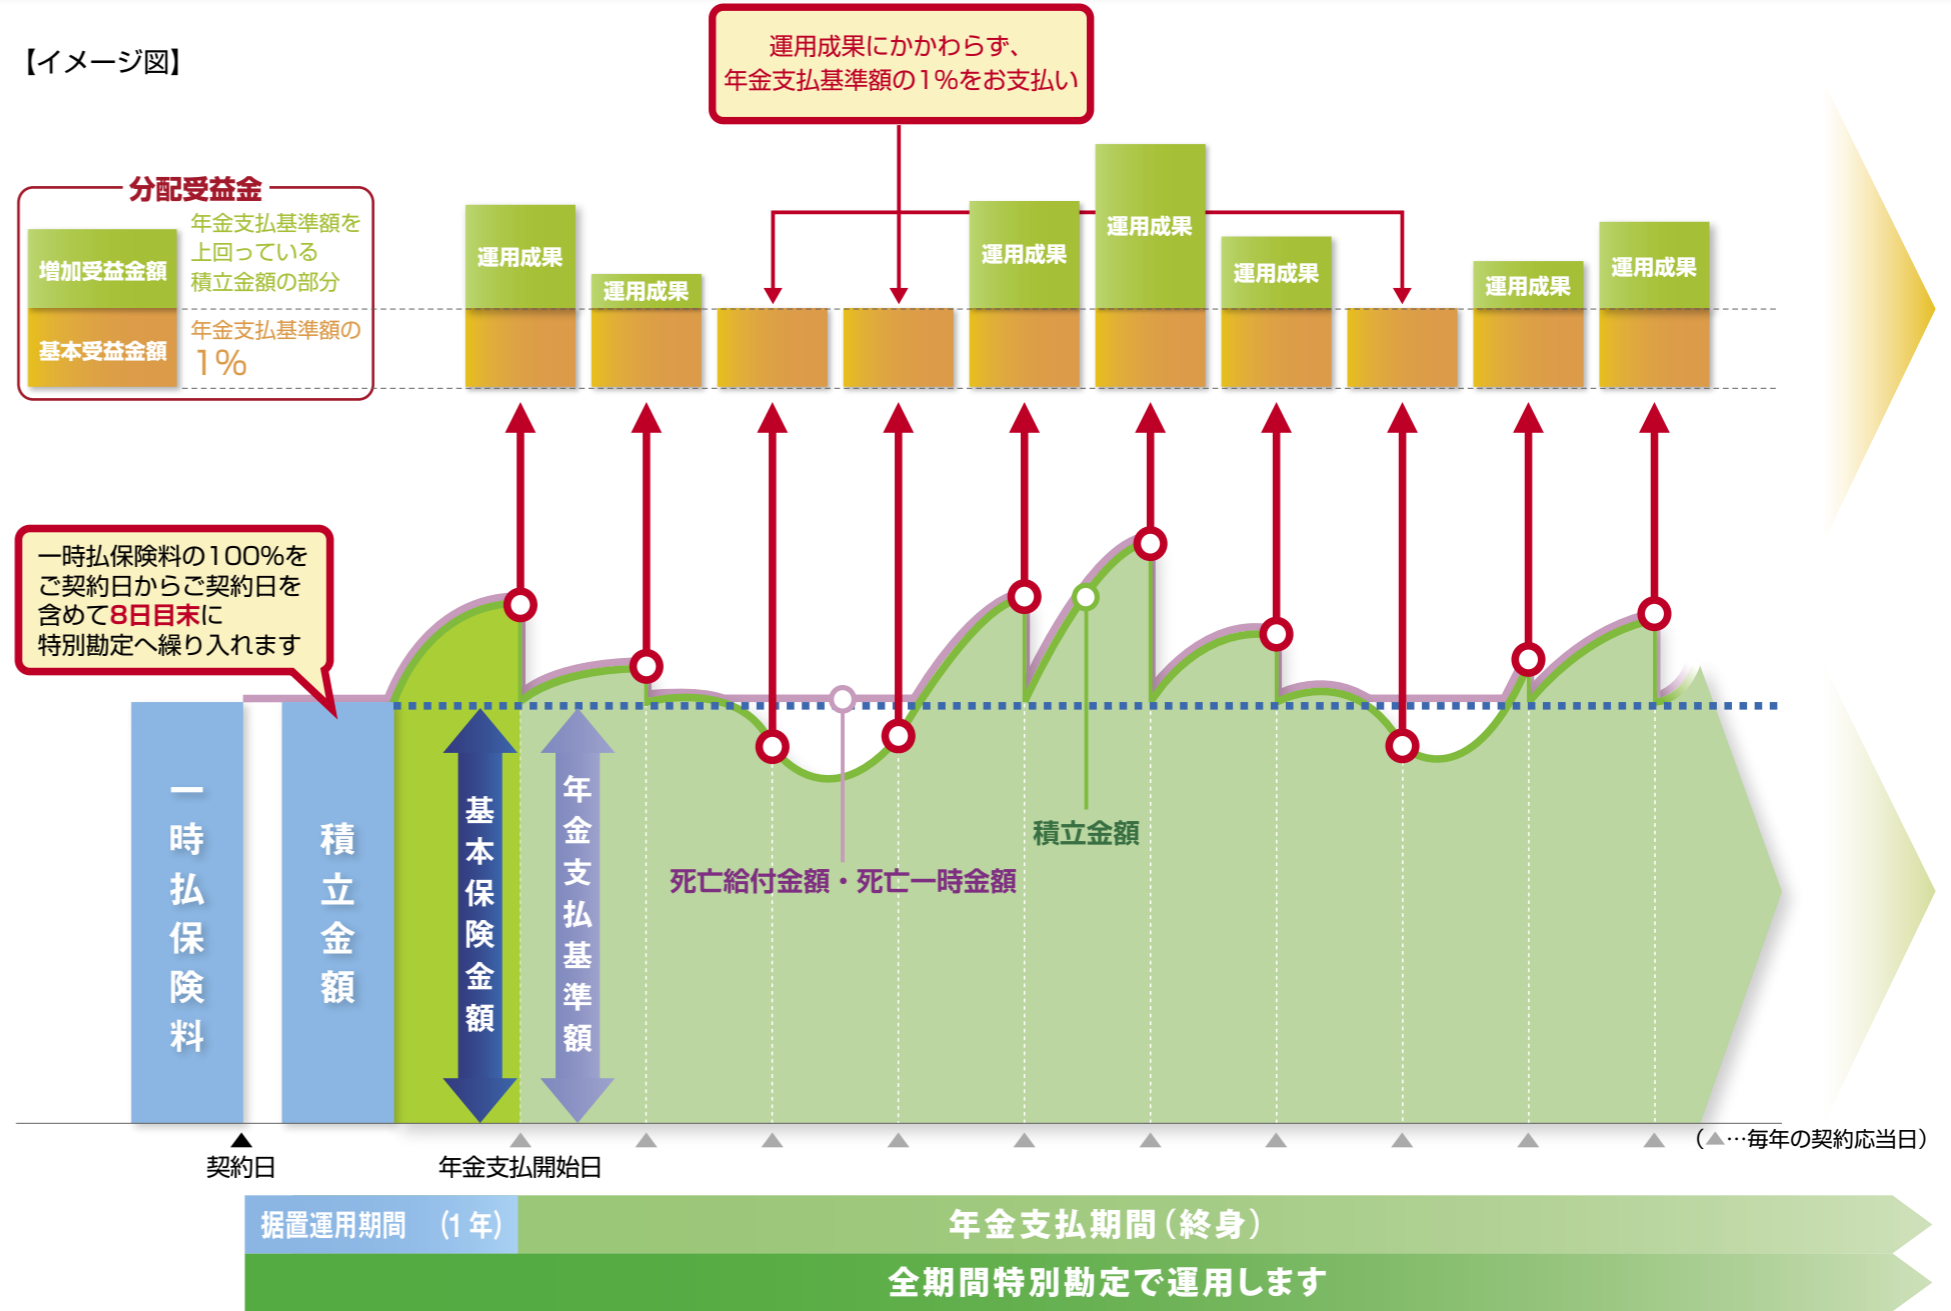 【イメージ図】
運用成果にかかわらず、
年金支払基準額の1%をお支払い
分配受益金
増加受益金額
年金支払基準額を
上回っている
積立金額の部分
基本受益金額
年金支払基準額の
1%
運用成果
運用成果
運用成果
運用成果
運用成果
運用成果
運用成果
一時払保険料の100%を
ご契約日からご契約日を
含めて8日目末に
特別勘定へ繰り入れます
一時払保険料
積立金額
基本保険金額
年金支払基準額
積立金額
死亡給付金額・死亡一時金額
契約日
年金支払開始日
(▲…毎年の契約応当日)
据置運用期間 (1年)
年金支払期間(終身)
全期間特別勘定で運用します